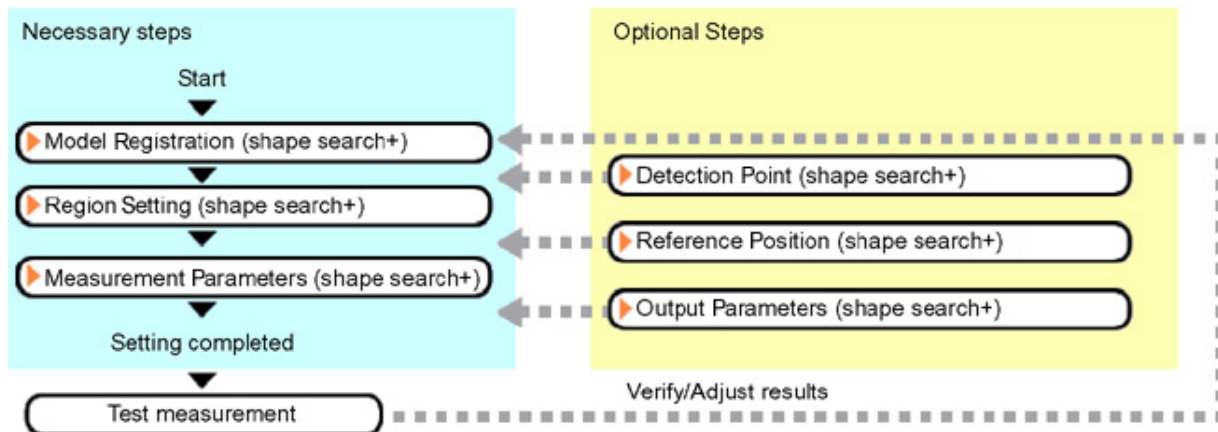 Necessary steps
Start
Model Registration (shape search+)
Region Setting (shape search+)
Measurement Parameters (shape search+)
Setting completed
Test measurement
Optional Steps
Detection Point (shape search+)
Reference Position (shape search+)
Output Parameters (shape search+)
Verify/Adjust results